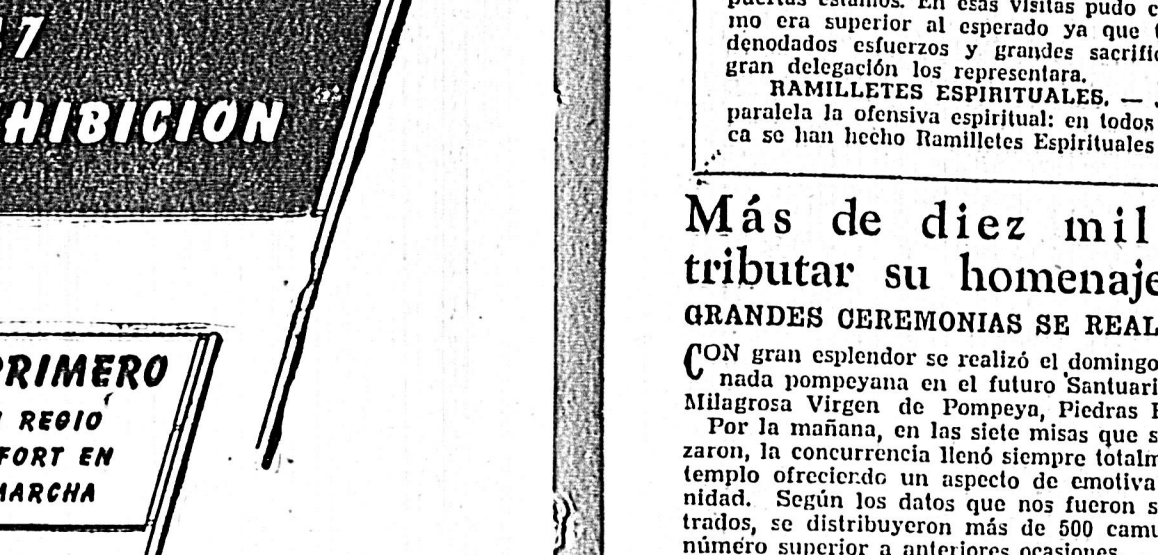 7
HIBICION
PRIMERO
REGIO
FORT EN
MARCHA
puertas estamos. En esas visitas pudo c
mo era superior al esperado ya que t
denodados esfuerzos y grandes sacrific
gran delegación los representara.
RAMILLETES ESPIRITUALES. —
paralela la ofensiva espiritual: en todos
ca se han hecho Ramilletes Espirituales
Más de diez mil
tributar su homenaje
GRANDES CEREMONIAS SE REAL
CON gran esplendor se realizó el domingo
nada pompeyana en el futuro Santuari
Milagrosa Virgen de Pompeya, Piedras
Por la mañana, en las siete misas que s
zaron, la concurrencia llenó siempre totalm
templo ofreciendo un aspecto de emotiva
nidad. Según los datos que nos fueron s
trados, se distribuyeron más de 500 camu
número superior a anteriores ocasiones.